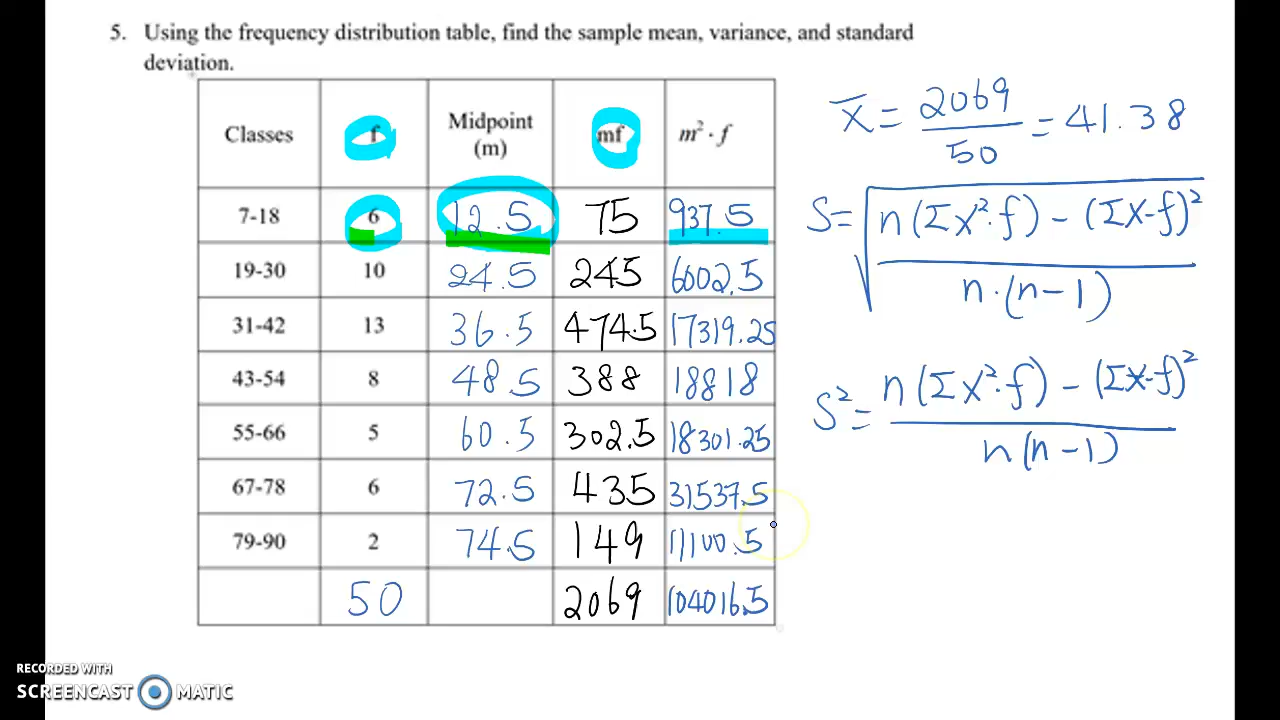 5. Using the frequency distribution table, find the sample mean, variance, and standard
deviation.
Classes f Midpoint (m) mf m² · f
7-18 6 12.5 75 937.5
19-30 10 24.5 245 6002.5
31-42 13 36.5 474.5 17319.25
43-54 8 48.5 388 18818
55-66 5 60.5 302.5 18301.25
67-78 6 72.5 435 31537.5
79-90 2 74.5 149 11100.5
50 2069 104016.5
x̄ = 2069/50 = 41.38
S = √(n(Σx²·f) − (Σx·f)² / n·(n−1))
S² = n(Σx²·f) − (Σx·f)² / n(n−1)
RECORDED WITH
SCREENCAST MATIC